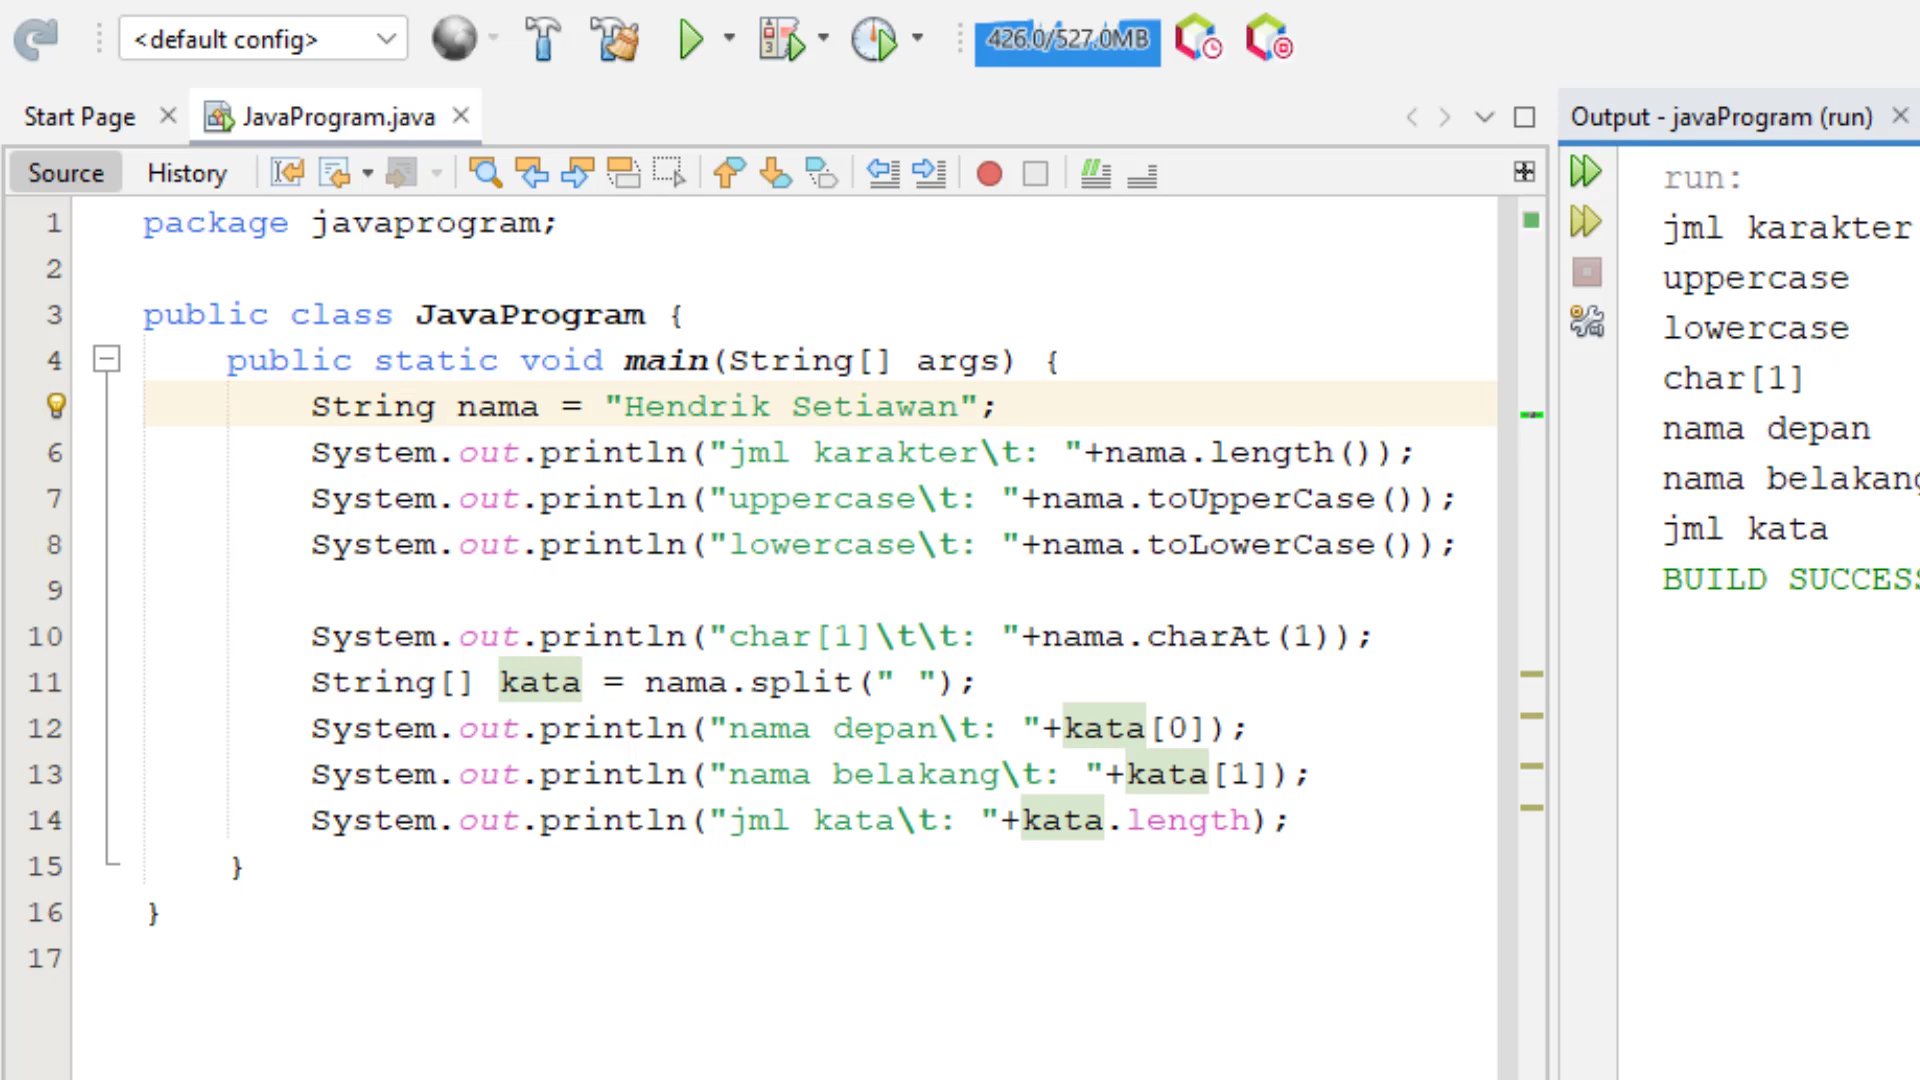 <default config>
426.0/527.0MB
Start Page
JavaProgram.java
Output - javaProgram (run)
Source
History
1 package javaprogram;
2
3 public class JavaProgram {
4 public static void main(String[] args) {
String nama = "Hendrik Setiawan";
6 System.out.println("jml karakter\t: "+nama.length());
7 System.out.println("uppercase\t: "+nama.toUpperCase());
8 System.out.println("lowercase\t: "+nama.toLowerCase());
9
10 System.out.println("char[1]\t\t: "+nama.charAt(1));
11 String[] kata = nama.split(" ");
12 System.out.println("nama depan\t: "+kata[0]);
13 System.out.println("nama belakang\t: "+kata[1]);
14 System.out.println("jml kata\t: "+kata.length);
15 }
16 }
17
run:
jml karakter
uppercase
lowercase
char[1]
nama depan
nama belakang
jml kata
BUILD SUCCESS